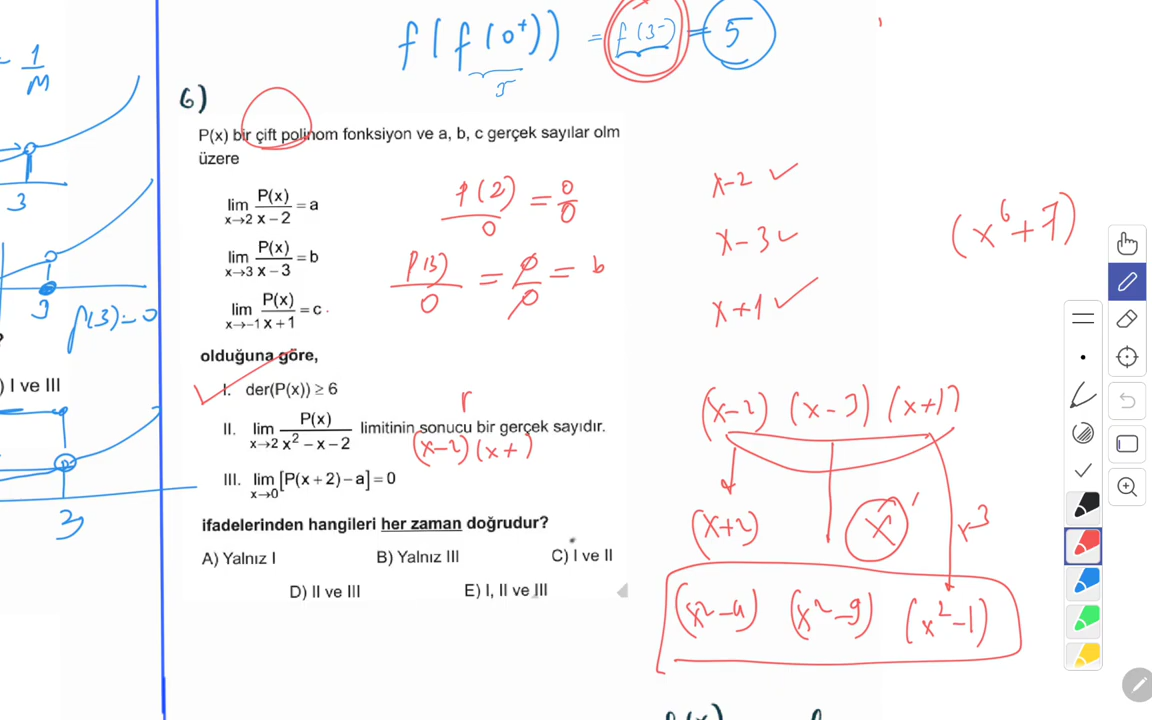 f(f(0⁺)) = f(3⁻) = 5
1
M
6)
P(x) bir çift polinom fonksiyon ve a, b, c gerçek sayılar olm
üzere
lim x→2 P(x)/(x−2) = a
P(2)/0 = 0/0
x−2 ✓
lim x→3 P(x)/(x−3) = b
P(3)/0 = 0/0 = b
x−3 ✓
(x⁶+7)
lim x→−1 P(x)/(x+1) = c
x+1 ✓
3
3
f(3)=0
olduğuna göre,
) I ve III
I. der(P(x)) ≥ 6
(x−2) (x−3) (x+1)
II. lim x→2 P(x)/(x²−x−2) limitinin sonucu bir gerçek sayıdır.
(x−2)(x+)
III. lim x→0 [P(x+2)−a] = 0
3
ifadelerinden hangileri her zaman doğrudur?
(x+2)
A) Yalnız I B) Yalnız III C) I ve II
D) II ve III E) I, II ve III
(x²−4) (x²−9) (x²−1)